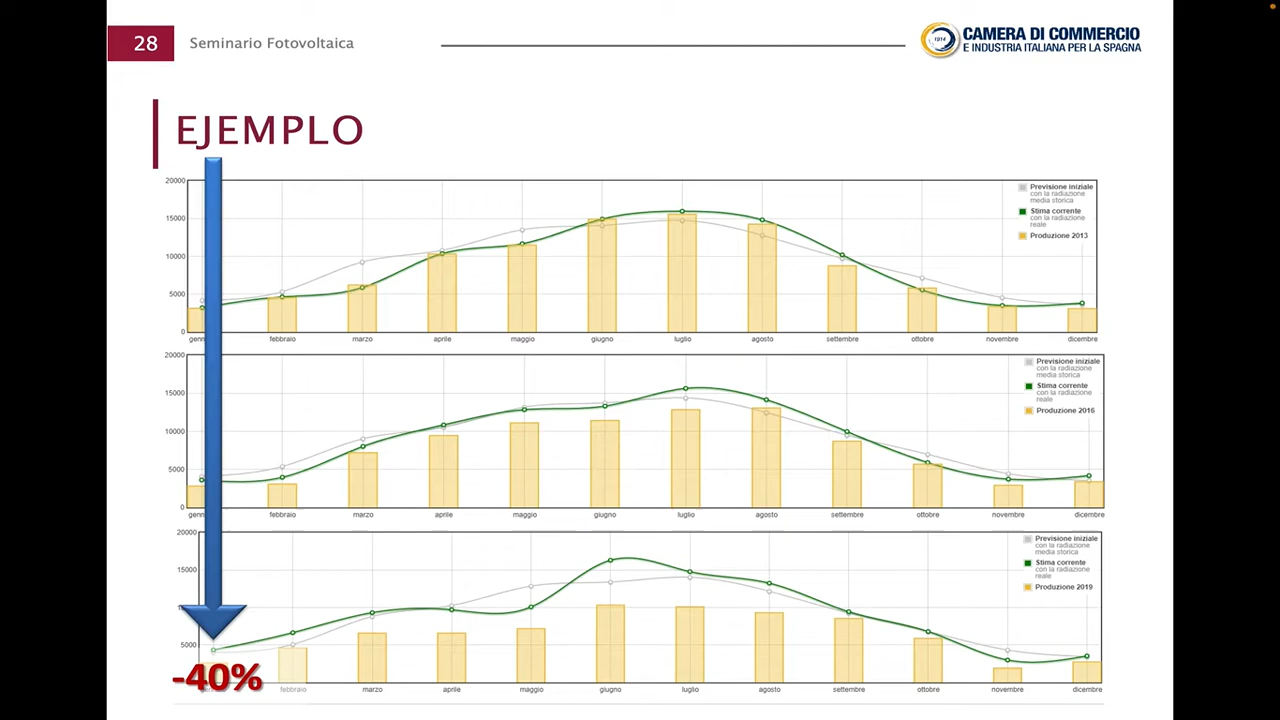 28
Seminario Fotovoltaica
1914
CAMERA DI COMMERCIO
E INDUSTRIA ITALIANA PER LA SPAGNA
EJEMPLO
20000
15000
10000
5000
0
Previsione iniziale
con la radiazione
media storica
Stima corrente
con la radiazione
reale
Produzione 2013
genn
febbraio
marzo
aprile
maggio
giugno
luglio
agosto
settembre
ottobre
novembre
dicembre
20000
15000
10000
5000
0
Previsione iniziale
con la radiazione
media storica
Stima corrente
con la radiazione
reale
Produzione 2016
genn
febbraio
marzo
aprile
maggio
giugno
luglio
agosto
settembre
ottobre
novembre
dicembre
20000
15000
5000
Previsione iniziale
con la radiazione
media storica
Stima corrente
con la radiazione
reale
Produzione 2019
-40%
febbraio
marzo
aprile
maggio
giugno
luglio
agosto
settembre
ottobre
novembre
dicembre